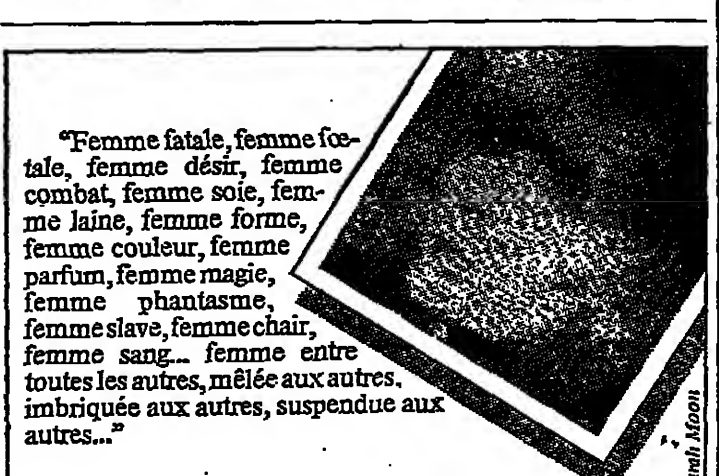 “Femme fatale, femme fœ-
tale, femme désir, femme
combat, femme soie, fem-
me laine, femme forme,
femme couleur, femme
parfum, femme magie,
femme phantasme,
femme slave, femme chair,
femme sang... femme entre
toutes les autres, mêlée aux autres,
imbriquée aux autres, suspendue aux
autres...”
Moon